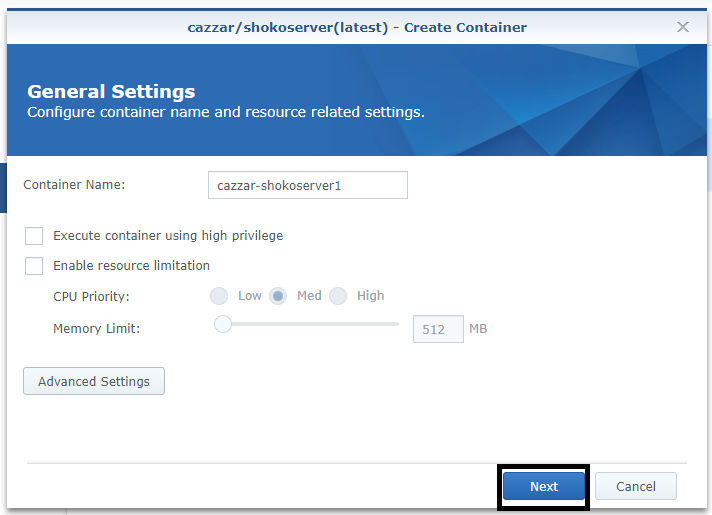 cazzar/shokoserver(latest) - Create Container
General Settings
Configure container name and resource related settings.
Container Name: cazzar-shokoserver1
Execute container using high privilege
Enable resource limitation
CPU Priority: Low Med High
Memory Limit: 512 MB
Advanced Settings
Next Cancel